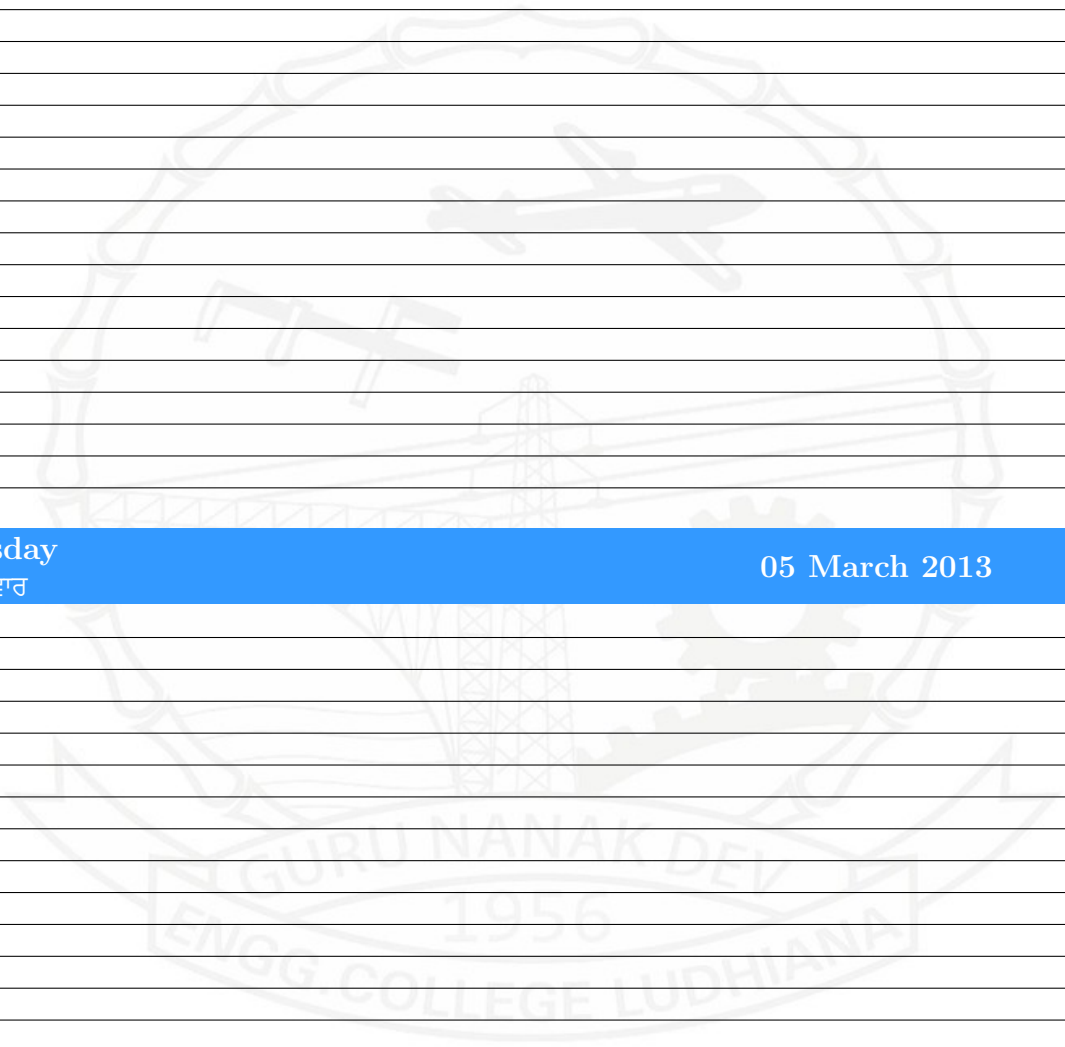 sday
ਵਾਰ
05 March 2013
GURU NANAK DEV
1956
ENGG. COLLEGE LUDHIANA